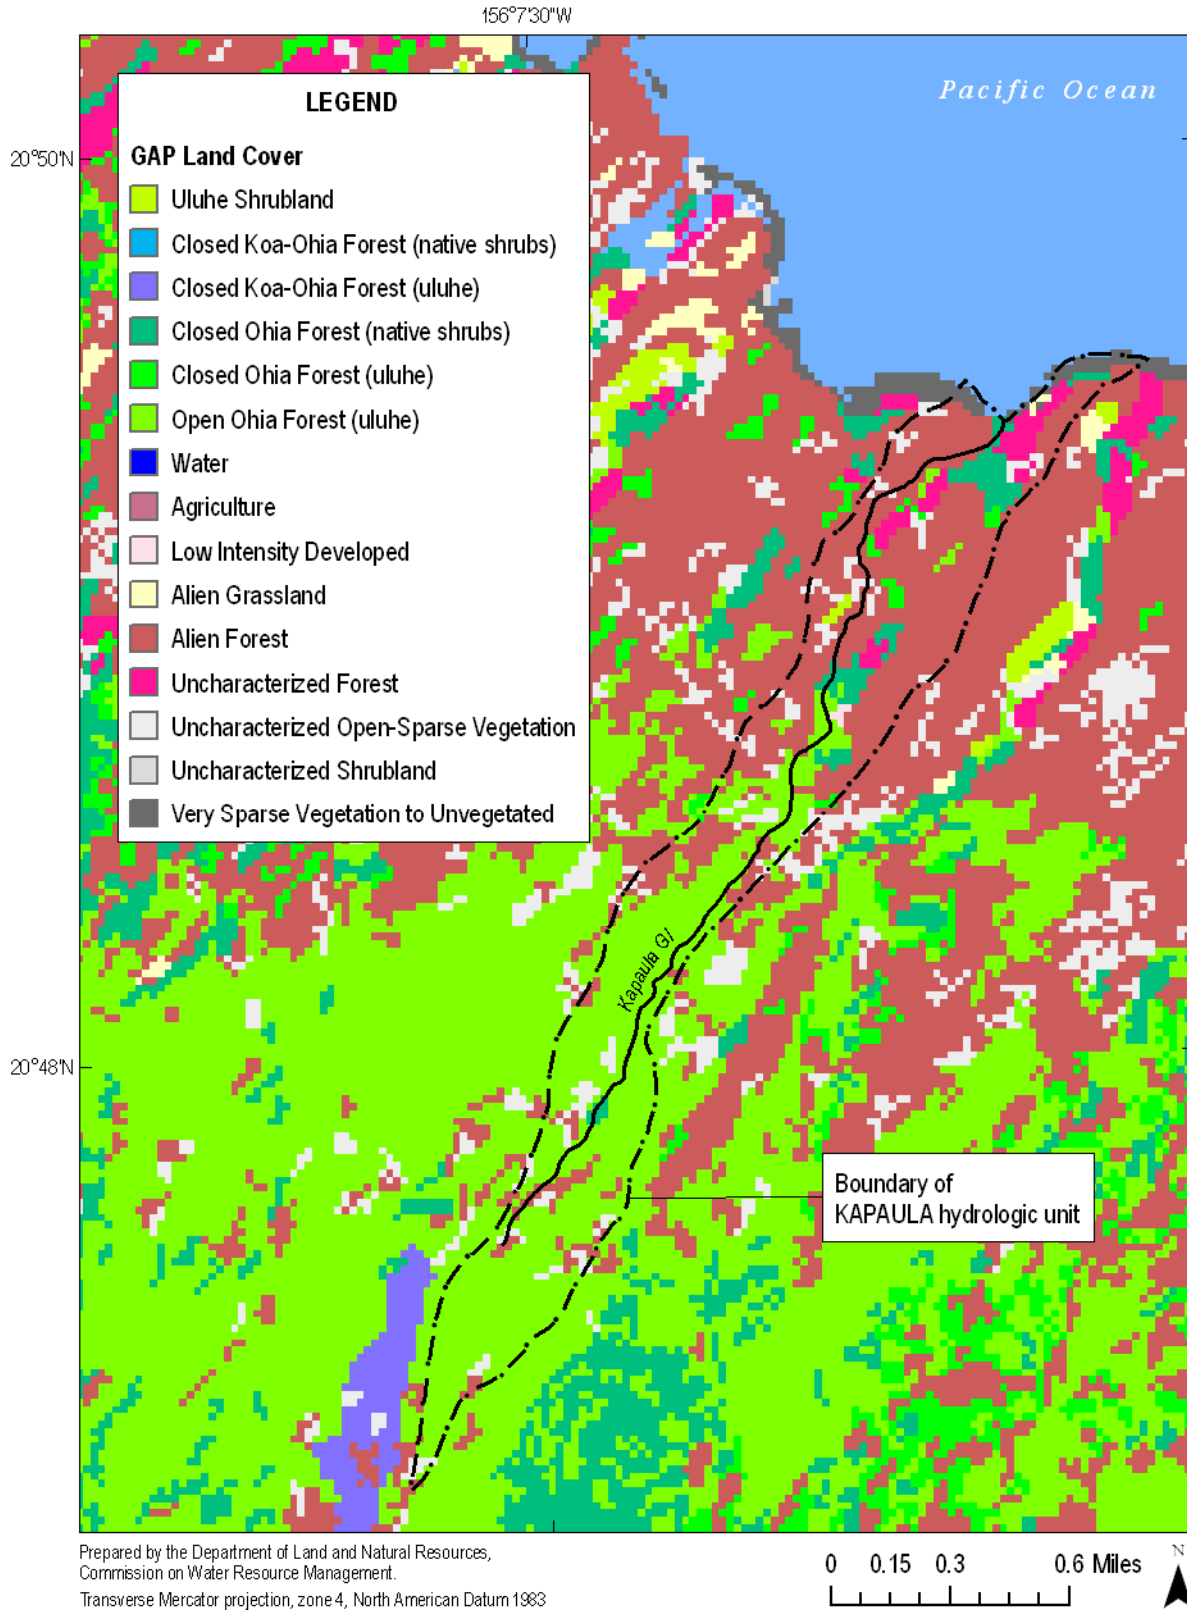 156°7'30"W
Pacific Ocean
LEGEND
20°50'N
GAP Land Cover
Uluhe Shrubland
Closed Koa-Ohia Forest (native shrubs)
Closed Koa-Ohia Forest (uluhe)
Closed Ohia Forest (native shrubs)
Closed Ohia Forest (uluhe)
Open Ohia Forest (uluhe)
Water
Agriculture
Low Intensity Developed
Alien Grassland
Alien Forest
Uncharacterized Forest
Uncharacterized Open-Sparse Vegetation
Uncharacterized Shrubland
Very Sparse Vegetation to Unvegetated
Kapaula G/
20°48'N
Boundary of
KAPAULA hydrologic unit
Prepared by the Department of Land and Natural Resources,
Commission on Water Resource Management.
Transverse Mercator projection, zone 4, North American Datum 1983
0 0.15 0.3 0.6 Miles
N